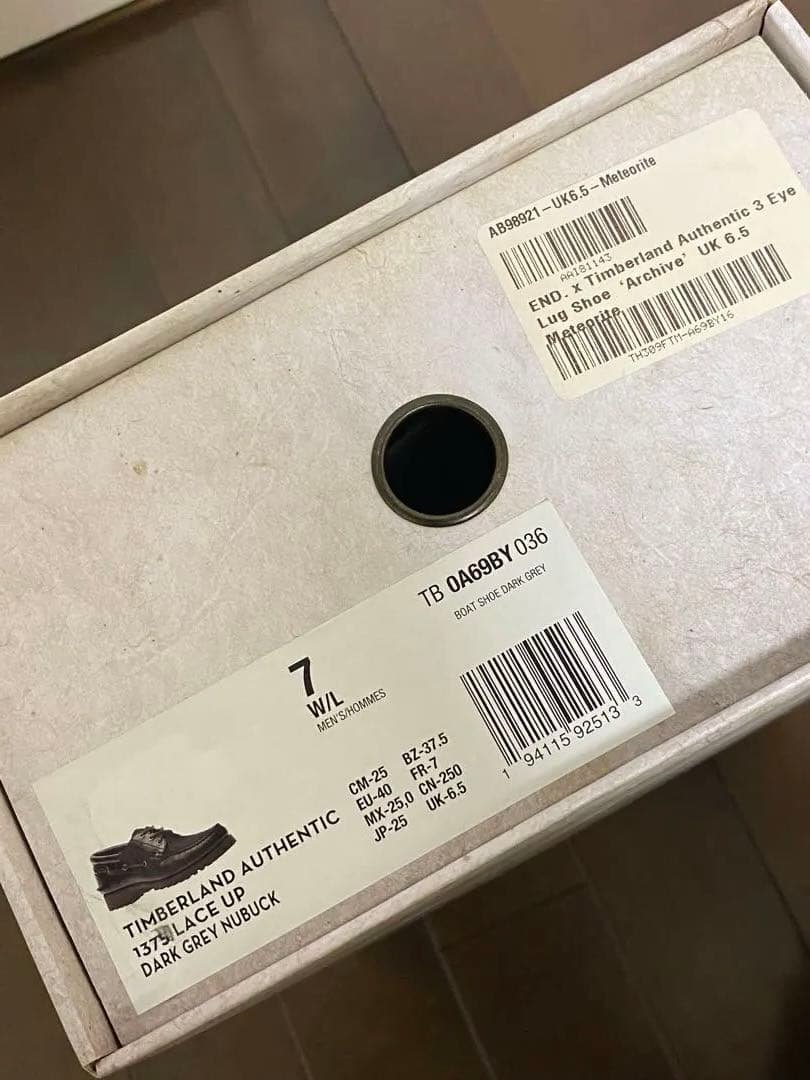 AB98921-UK6.5-Meteorite
AAI81143
END. x Timberland Authentic 3 Eye
Lug Shoe 'Archive' UK 6.5
Meteorite
TH309FTM-A69BY16
TB 0A69BY 036
BOAT SHOE DARK GREY
7
W/L
MEN'S/HOMMES
1 94115 92513 3
CM-25 BZ-37.5
EU-40 FR-7
MX-25,0 CN-250
JP-25 UK-6.5
TIMBERLAND AUTHENTIC
LACE UP
DARK GREY NUBUCK